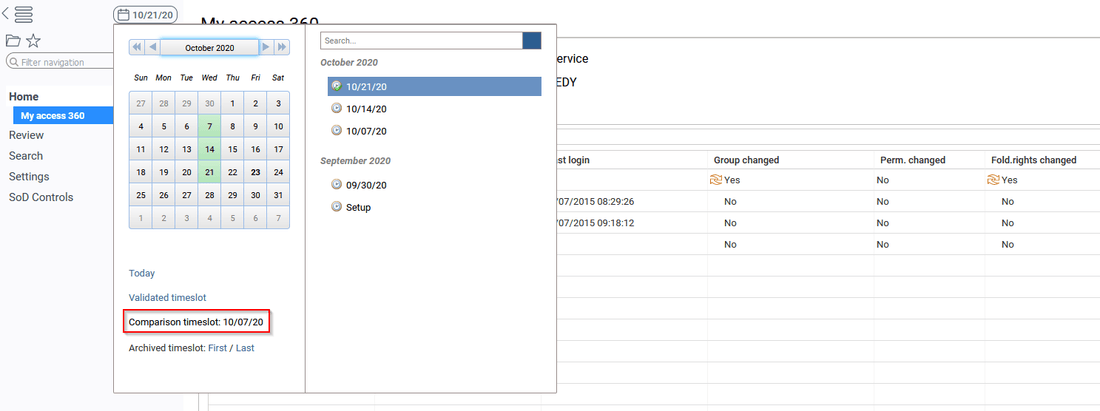 10/21/20
My access 360
Filter navigation
Home
My access 360
Review
Search
Settings
SoD Controls
October 2020
Sun Mon Tue Wed Thu Fri Sat
27 28 29 30 1 2 3
4 5 6 7 8 9 10
11 12 13 14 15 16 17
18 19 20 21 22 23 24
25 26 27 28 29 30 31
1 2 3 4 5 6 7
Today
Validated timeslot
Comparison timeslot: 10/07/20
Archived timeslot: First / Last
Search...
October 2020
10/21/20
10/14/20
10/07/20
September 2020
09/30/20
Setup
ervice
EDY
st login Group changed Perm. changed Fold.rights changed
Yes No Yes
/07/2015 08:29:26 No No No
/07/2015 09:18:12 No No No
No No No